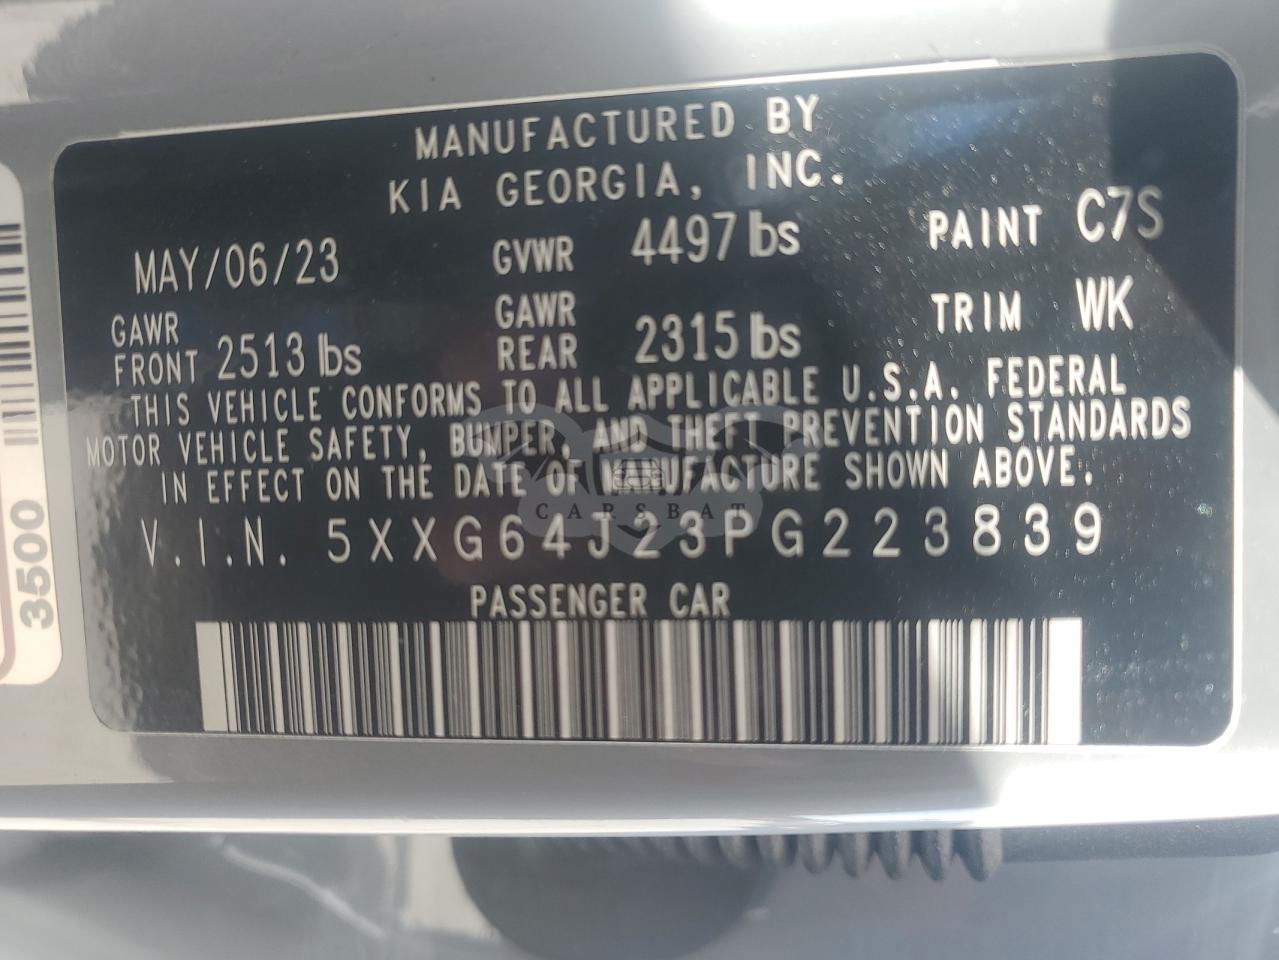 MANUFACTURED BY
KIA GEORGIA, INC.
MAY/06/23 GVWR 4497 lbs PAINT C7S
GAWR FRONT 2513 lbs GAWR REAR 2315 lbs TRIM WK
THIS VEHICLE CONFORMS TO ALL APPLICABLE U.S.A. FEDERAL
MOTOR VEHICLE SAFETY, BUMPER, AND THEFT PREVENTION STANDARDS
IN EFFECT ON THE DATE OF MANUFACTURE SHOWN ABOVE.
CARSBAT
V.I.N. 5XXG64J23PG223839
PASSENGER CAR
3500